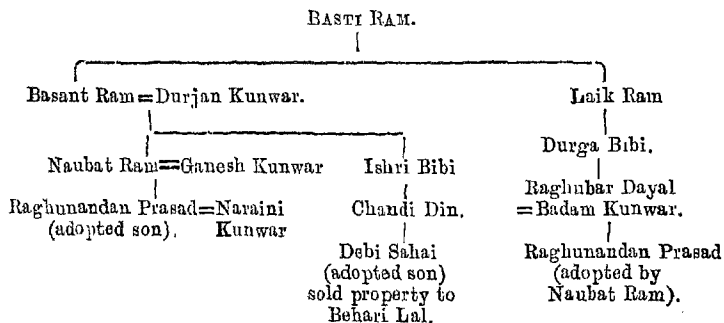 BASTI RAM.
Basant Ram=Durjan Kunwar.
Laik Ram
Durga Bibi.
Naubat Ram=Ganesh Kunwar
Ishri Bibi
Raghubar Dayal
=Badam Kunwar.
Raghunandan Prasad=Naraini
(adopted son). Kunwar
Chandi Din.
Debi Sahai
(adopted son)
sold property to
Behari Lal.
Raghunandan Prasad
(adopted by
Naubat Ram).